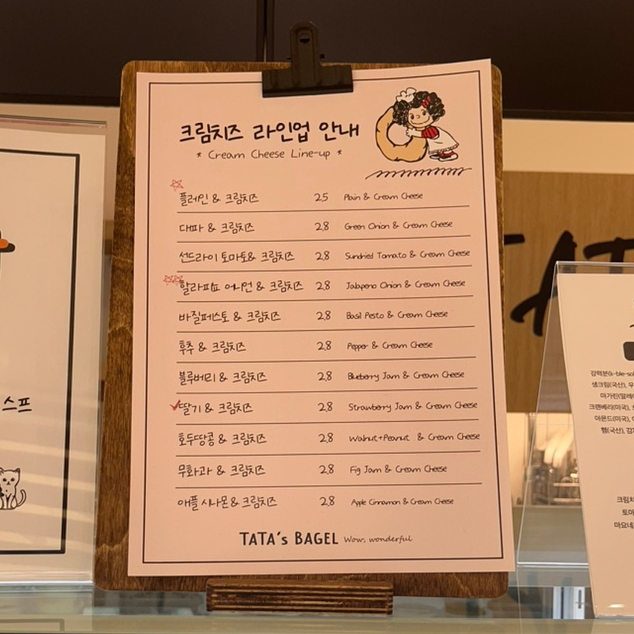 크림치즈 라인업 안내
* Cream Cheese Line-up *
플레인 & 크림치즈 2.5 Plain & Cream Cheese
대파 & 크림치즈 2.8 Green Onion & Cream Cheese
선드라이 토마토& 크림치즈 2.8 Sundried Tomato & Cream Cheese
할라피뇨 어니언 & 크림치즈 2.8 Jalapeno Onion & Cream Cheese
바질페스토 & 크림치즈 2.8 Basil Pesto & Cream Cheese
후추 & 크림치즈 2.8 Pepper & Cream Cheese
블루베리 & 크림치즈 2.8 Blueberry Jam & Cream Cheese
딸기 & 크림치즈 2.8 Strawberry Jam & Cream Cheese
호두땅콩 & 크림치즈 2.8 Walnut+Peanut & Cream Cheese
무화과 & 크림치즈 2.8 Fig Jam & Cream Cheese
애플 시나몬 & 크림치즈 2.8 Apple Cinnamon & Cream Cheese
TATA's BAGEL Wow, wonderful
스프